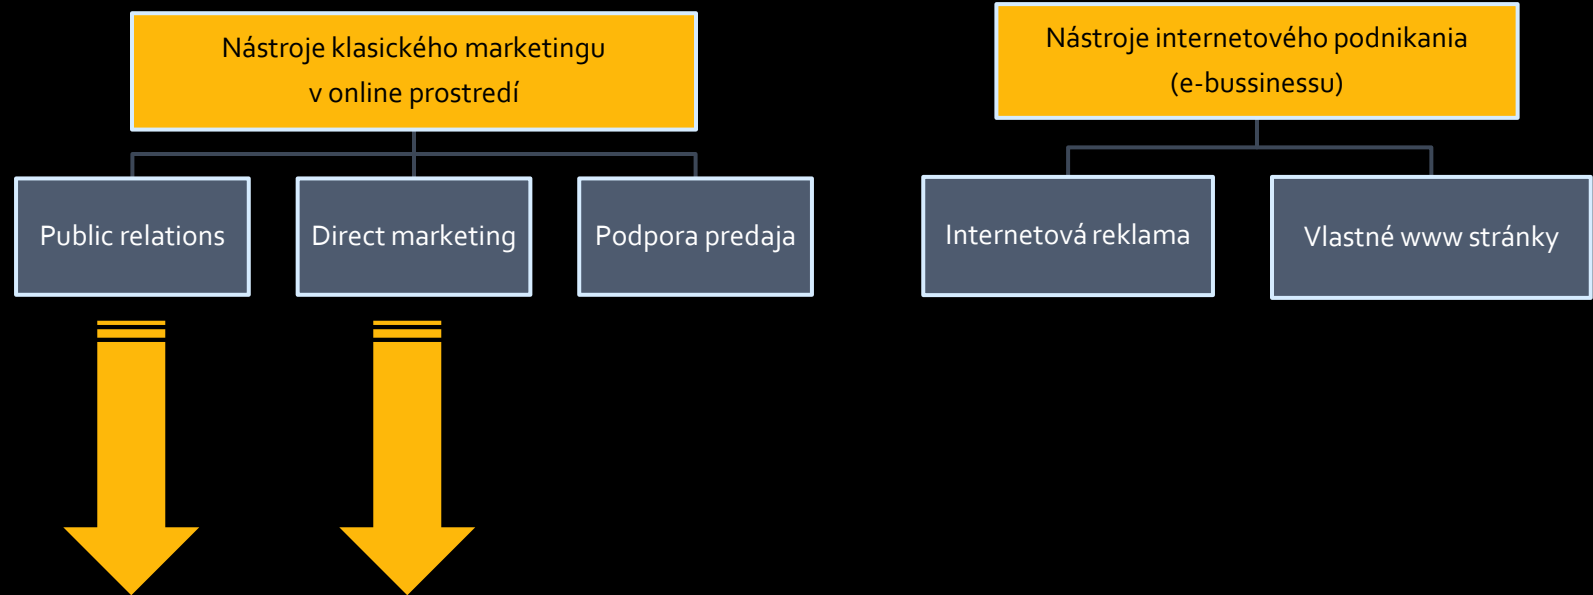 Nástroje klasického marketingu
v online prostredí
Public relations
Direct marketing
Podpora predaja
Nástroje internetového podnikania
(e-bussinessu)
Internetová reklama
Vlastné www stránky